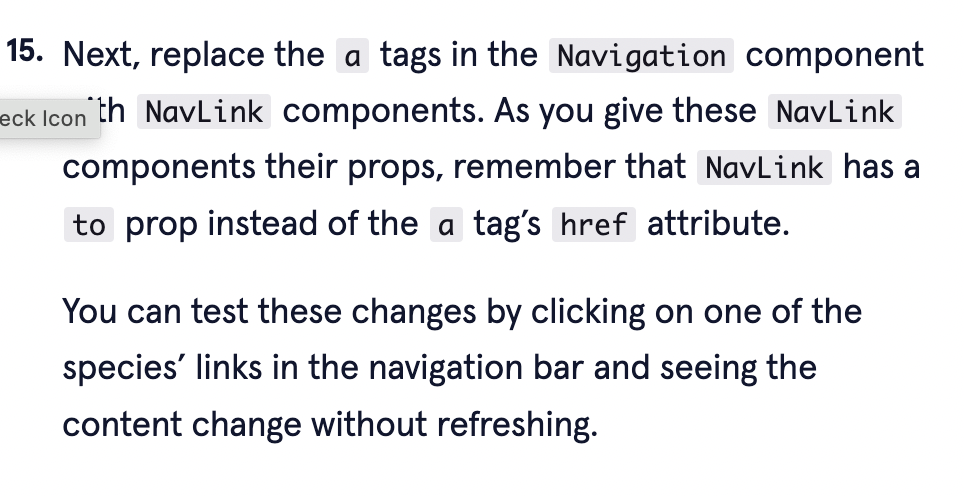 15. Next, replace the a tags in the Navigation component
th NavLink components. As you give these NavLink
eck Icon
components their props, remember that NavLink has a
to prop instead of the a tag’s href attribute.
You can test these changes by clicking on one of the
species’ links in the navigation bar and seeing the
content change without refreshing.